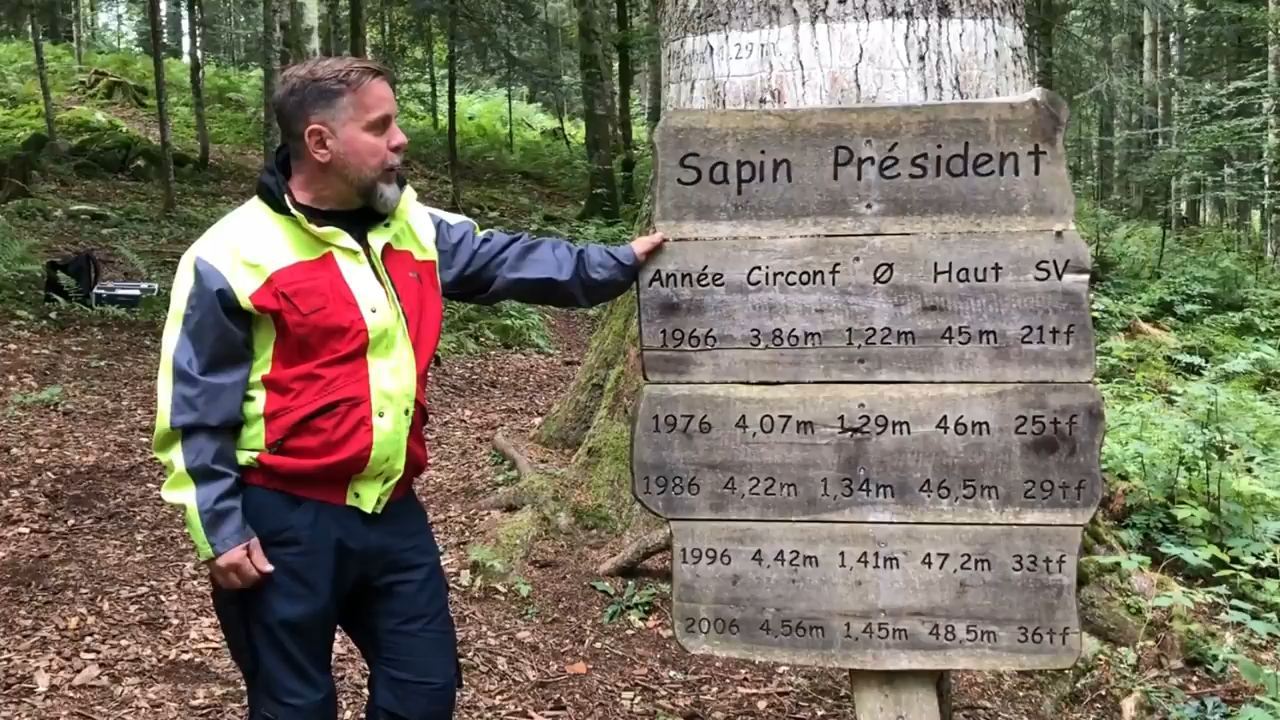 1.29 m
Sapin Président
Année Circonf Ø Haut SV
1966 3,86m 1,22m 45m 21tf
1976 4,07m 1,29m 46m 25tf
1986 4,22m 1,34m 46,5m 29tf
1996 4,42m 1,41m 47,2m 33tf
2006 4,56m 1,45m 48,5m 36tf